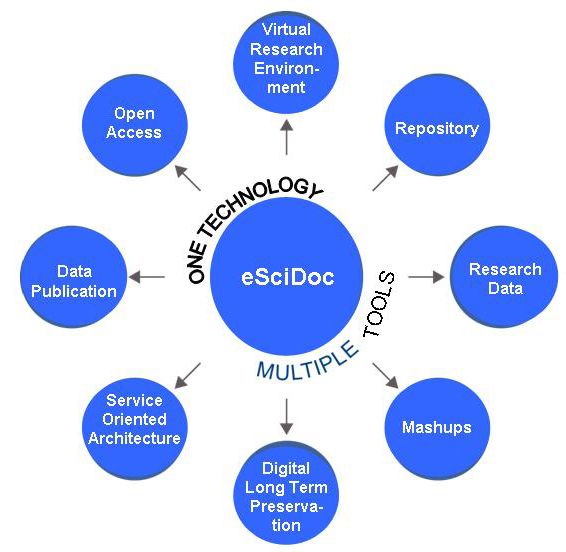 Virtual
Research
Environ-
ment
Open
Access
Repository
ONE TECHNOLOGY
eSciDoc
MULTIPLE TOOLS
Data
Publication
Research
Data
Service
Oriented
Architecture
Mashups
Digital
Long Term
Preserva-
tion